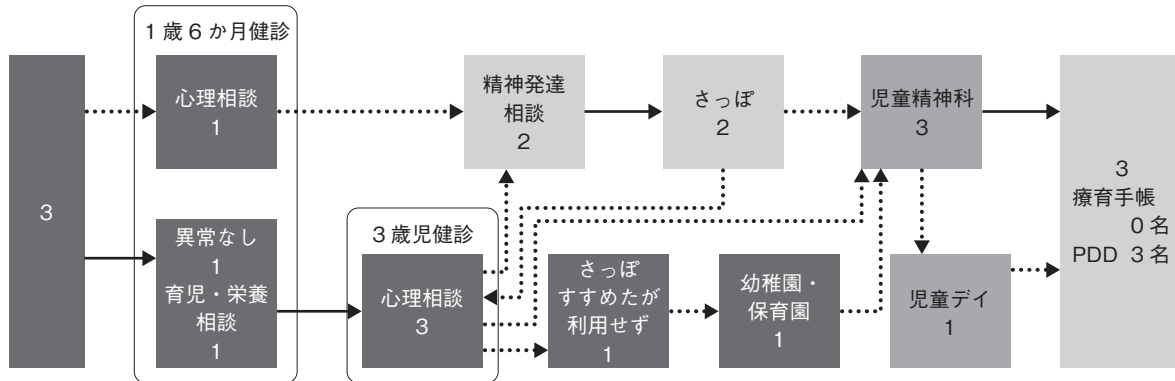 3
1歳6か月健診
心理相談
1
異常なし
1
育児・栄養
相談
1
3歳児健診
心理相談
3
精神発達
相談
2
さっぽ
2
児童精神科
3
さっぽ
すすめたが
利用せず
1
幼稚園・
保育園
1
児童デイ
1
3
療育手帳
0名
PDD 3名